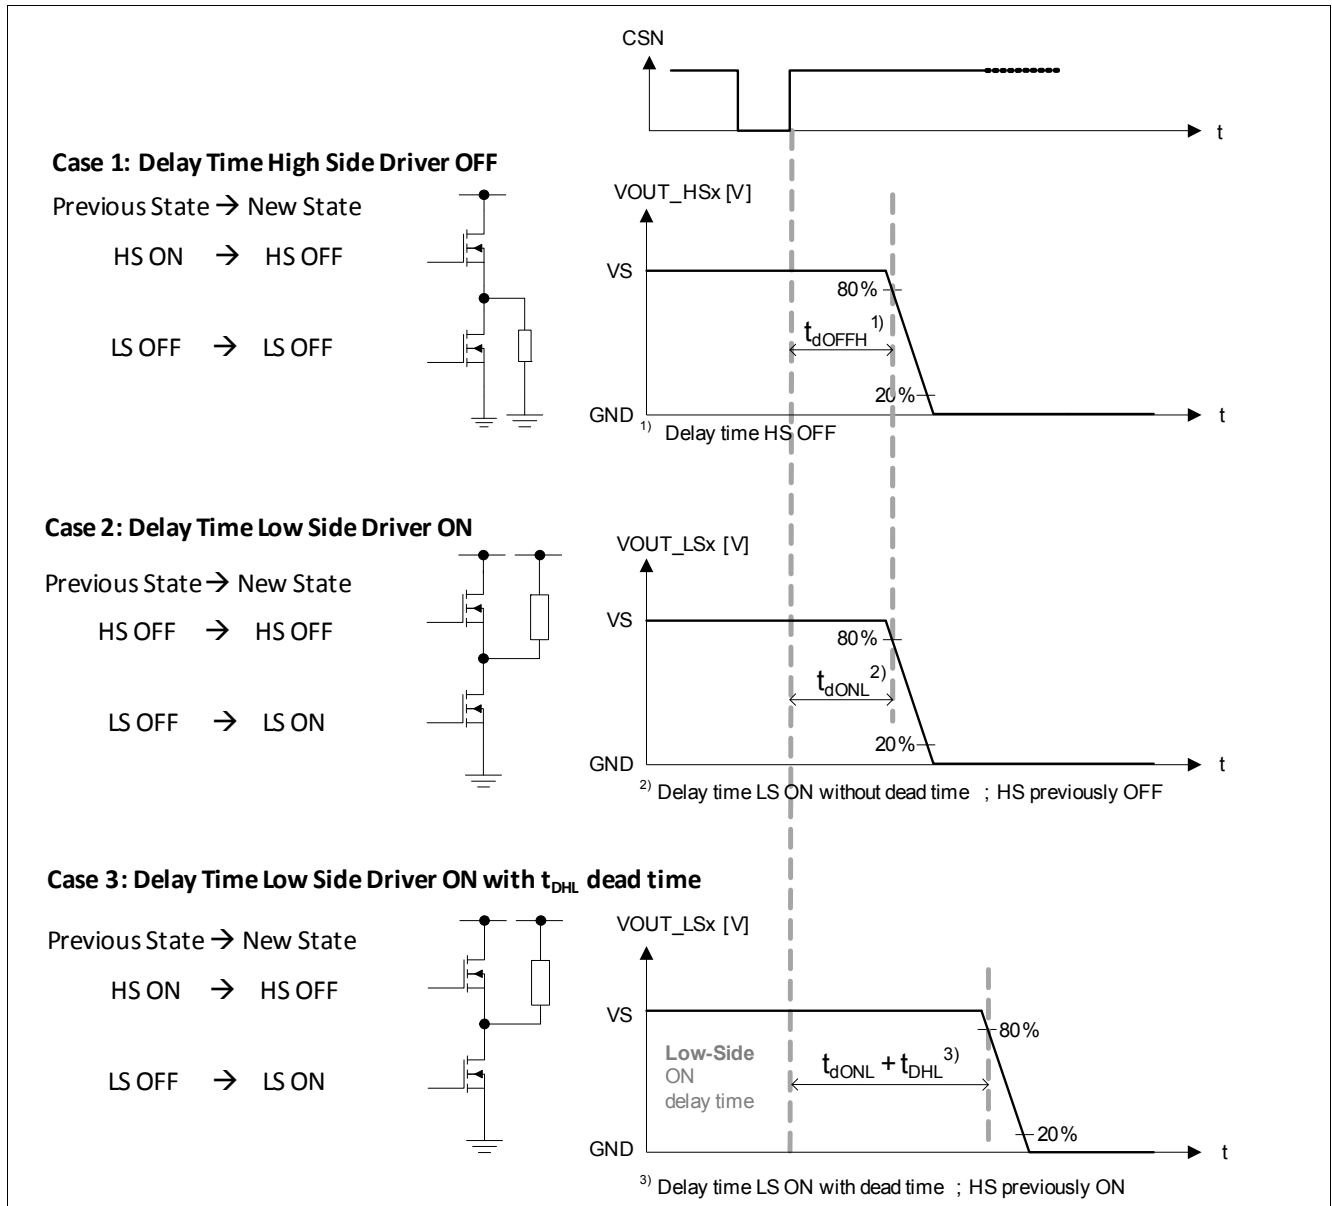 CSN
t
Case 1: Delay Time High Side Driver OFF
Previous State → New State
HS ON → HS OFF
LS OFF → LS OFF
VOUT_HSx [V]
VS
80%
tdOFFH 1)
20%
GND
t
1) Delay time HS OFF
Case 2: Delay Time Low Side Driver ON
Previous State → New State
HS OFF → HS OFF
LS OFF → LS ON
VOUT_LSx [V]
VS
80%
tdONL 2)
20%
GND
t
2) Delay time LS ON without dead time ; HS previously OFF
Case 3: Delay Time Low Side Driver ON with tDHL dead time
Previous State → New State
HS ON → HS OFF
LS OFF → LS ON
VOUT_LSx [V]
VS
80%
Low-Side
ON
delay time
tdONL + tDHL 3)
20%
GND
t
3) Delay time LS ON with dead time ; HS previously ON